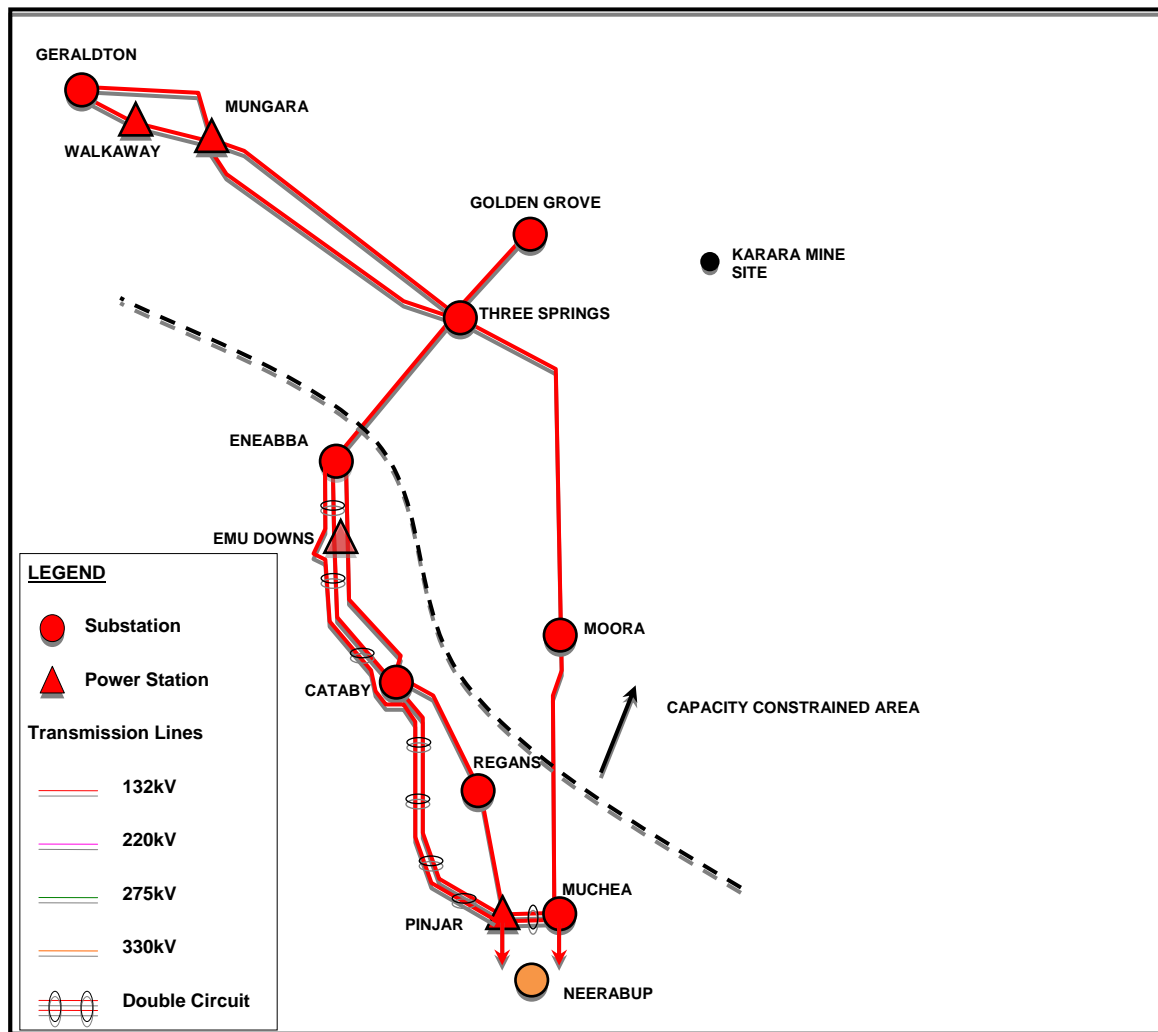 GERALDTON
MUNGARA
WALKAWAY
GOLDEN GROVE
KARARA MINE
SITE
THREE SPRINGS
ENEABBA
EMU DOWNS
MOORA
CATABY
CAPACITY CONSTRAINED AREA
REGANS
MUCHEA
PINJAR
NEERABUP
LEGEND
Substation
Power Station
Transmission Lines
132kV
220kV
275kV
330kV
Double Circuit